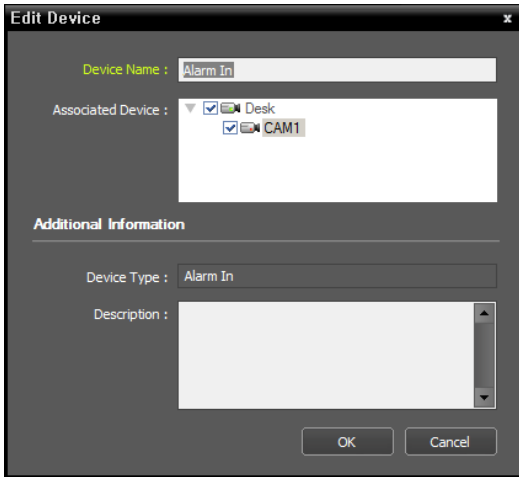 Edit Device x
Device Name : Alarm In
Associated Device : Desk
CAM1
Additional Information
Device Type : Alarm In
Description :
OK Cancel